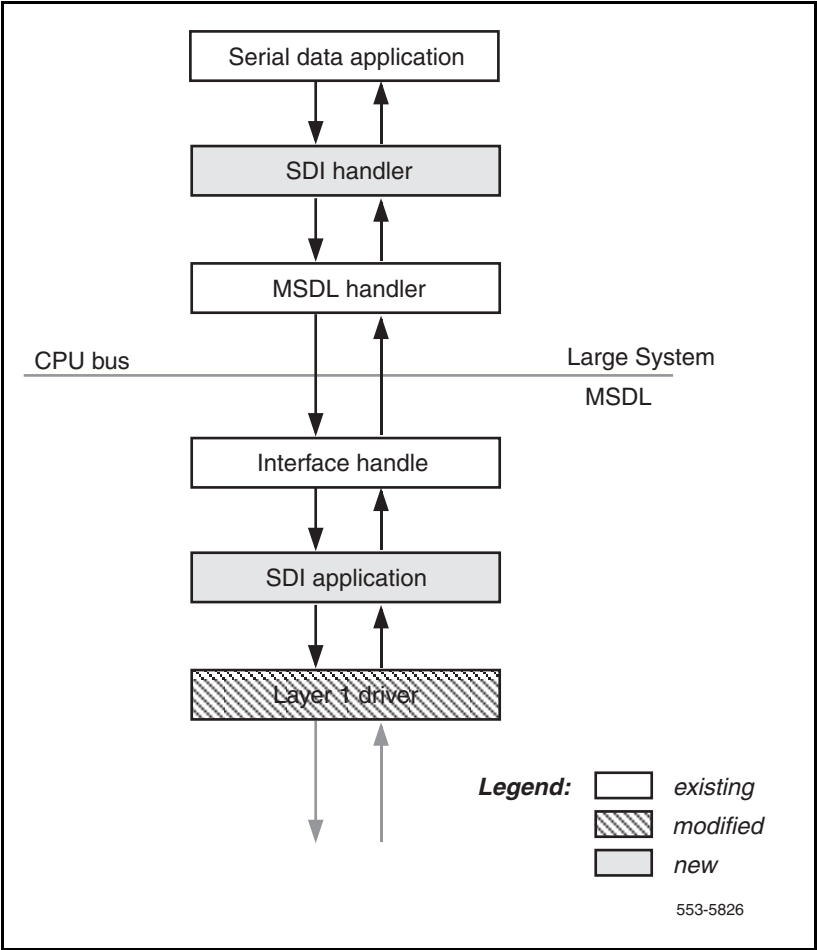 Serial data application
SDI handler
MSDL handler
CPU bus
Large System
MSDL
Interface handle
SDI application
Layer 1 driver
Legend:
existing
modified
new
553-5826